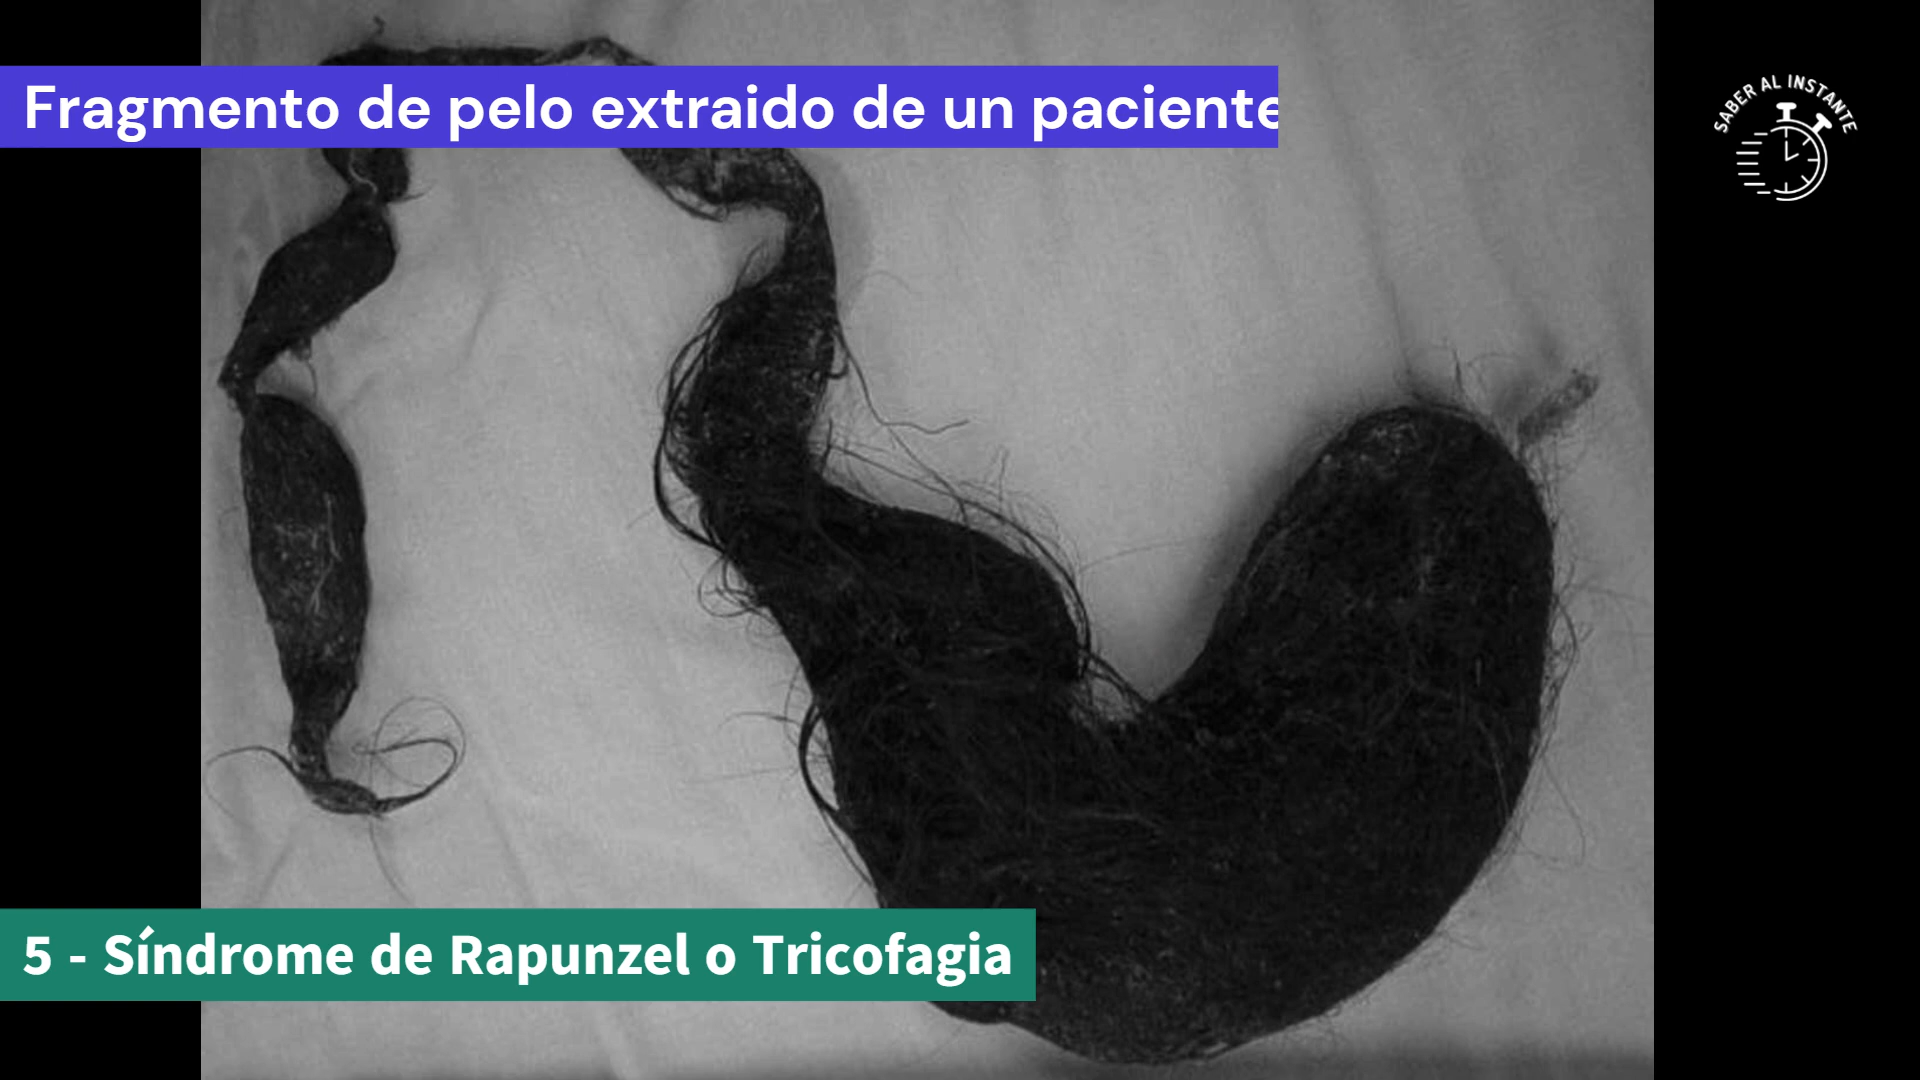 Fragmento de pelo extraido de un paciente
SABER AL INSTANTE
5 - Síndrome de Rapunzel o Tricofagia